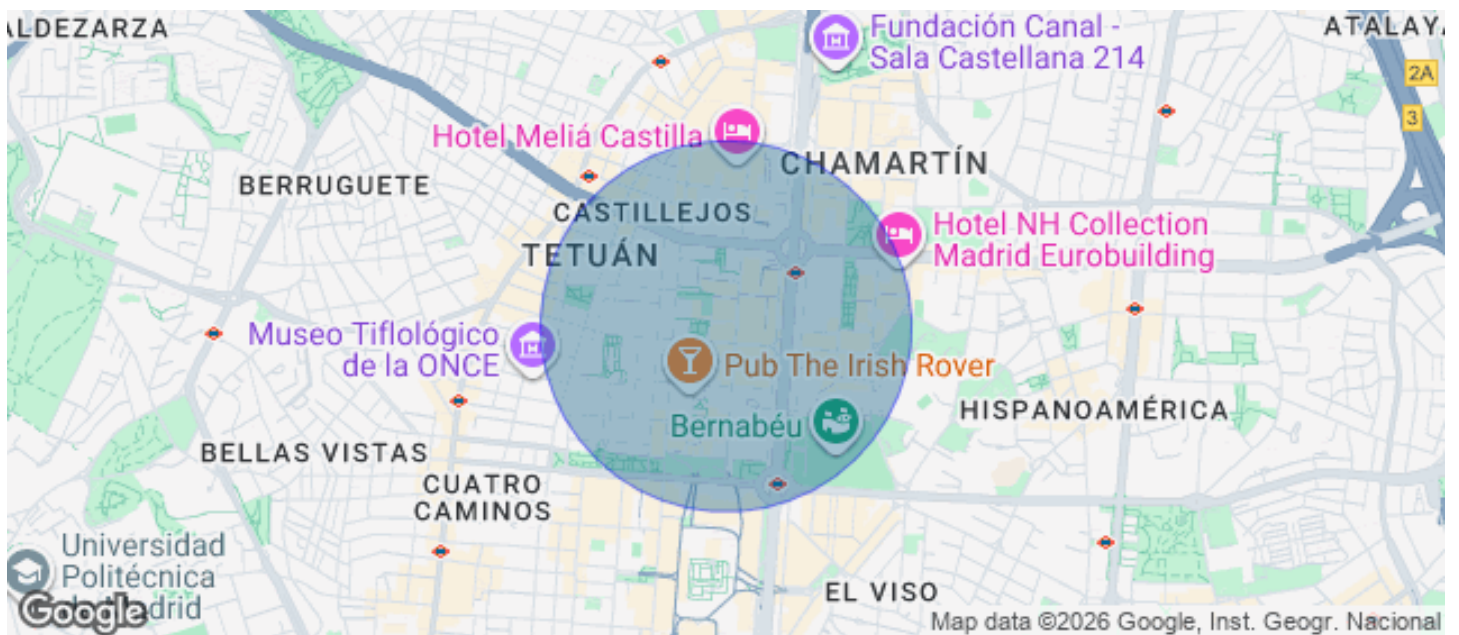 ALDEZARZA
Fundación Canal -
Sala Castellana 214
ATALAYA
2A
3
Hotel Meliá Castilla
CHAMARTÍN
BERRUGUETE
CASTILLEJOS
TETUÁN
Hotel NH Collection
Madrid Eurobuilding
Museo Tiflológico
de la ONCE
Pub The Irish Rover
Bernabéu
HISPANOAMÉRICA
BELLAS VISTAS
CUATRO
CAMINOS
Universidad
Politécnica
de Madrid
Google
EL VISO
Map data ©2026 Google, Inst. Geogr. Nacional